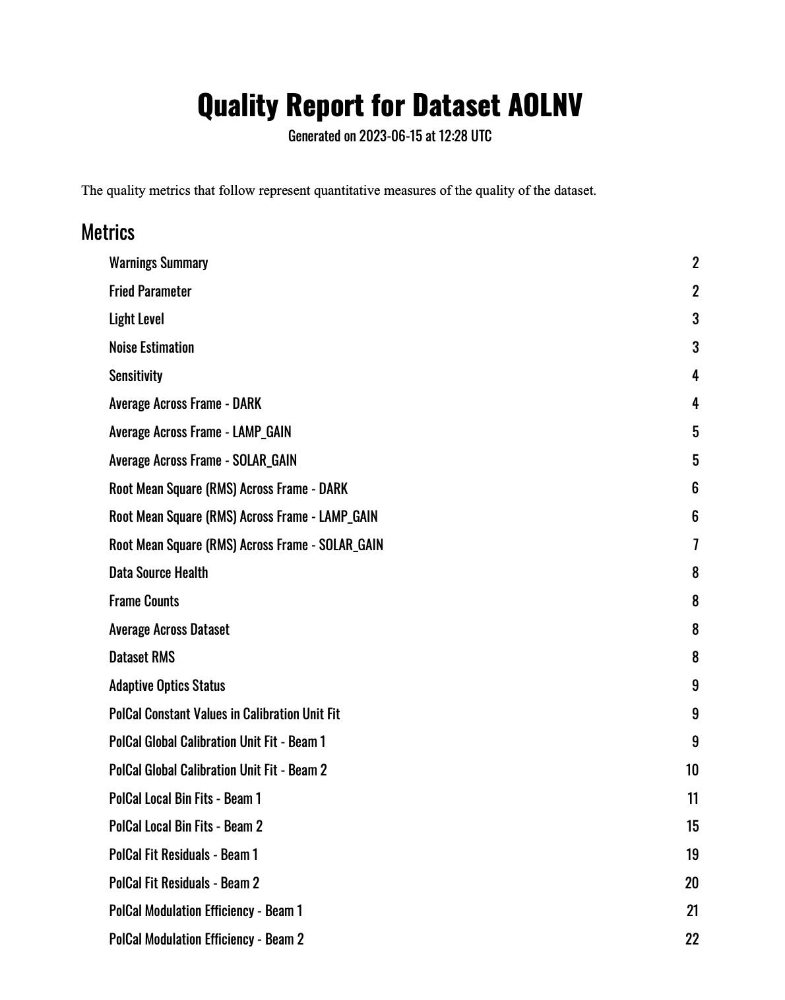 Quality Report for Dataset AOLNV
Generated on 2023-06-15 at 12:28 UTC
The quality metrics that follow represent quantitative measures of the quality of the dataset.
Metrics
Warnings Summary 2
Fried Parameter 2
Light Level 3
Noise Estimation 3
Sensitivity 4
Average Across Frame - DARK 4
Average Across Frame - LAMP_GAIN 5
Average Across Frame - SOLAR_GAIN 5
Root Mean Square (RMS) Across Frame - DARK 6
Root Mean Square (RMS) Across Frame - LAMP_GAIN 6
Root Mean Square (RMS) Across Frame - SOLAR_GAIN 7
Data Source Health 8
Frame Counts 8
Average Across Dataset 8
Dataset RMS 8
Adaptive Optics Status 9
PolCal Constant Values in Calibration Unit Fit 9
PolCal Global Calibration Unit Fit - Beam 1 9
PolCal Global Calibration Unit Fit - Beam 2 10
PolCal Local Bin Fits - Beam 1 11
PolCal Local Bin Fits - Beam 2 15
PolCal Fit Residuals - Beam 1 19
PolCal Fit Residuals - Beam 2 20
PolCal Modulation Efficiency - Beam 1 21
PolCal Modulation Efficiency - Beam 2 22